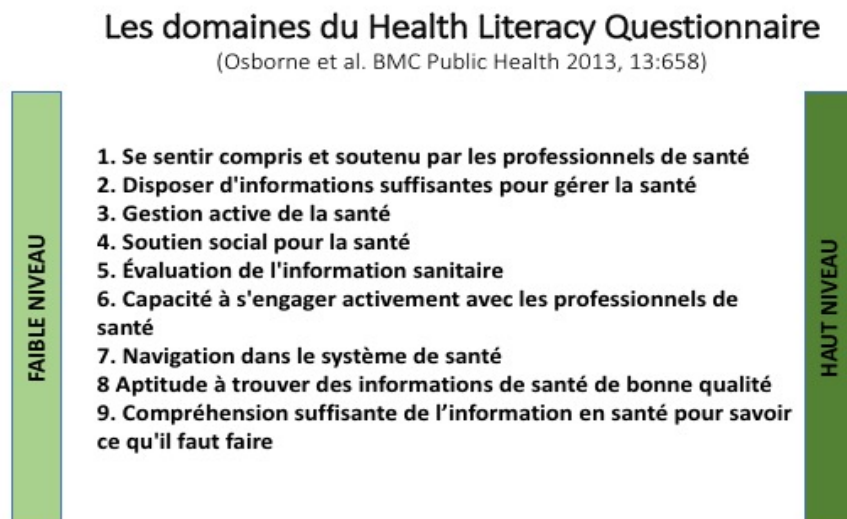 Les domaines du Health Literacy Questionnaire
(Osborne et al. BMC Public Health 2013, 13:658)
FAIBLE NIVEAU
1. Se sentir compris et soutenu par les professionnels de santé
2. Disposer d'informations suffisantes pour gérer la santé
3. Gestion active de la santé
4. Soutien social pour la santé
5. Évaluation de l'information sanitaire
6. Capacité à s'engager activement avec les professionnels de
santé
7. Navigation dans le système de santé
8 Aptitude à trouver des informations de santé de bonne qualité
9. Compréhension suffisante de l’information en santé pour savoir
ce qu'il faut faire
HAUT NIVEAU